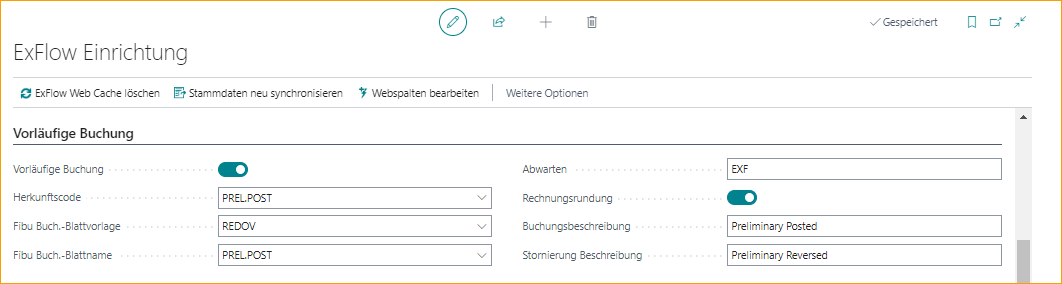 Gespeichert
ExFlow Einrichtung
ExFlow Web Cache löschen Stammdaten neu synchronisieren Webspalten bearbeiten Weitere Optionen
Vorläufige Buchung
Vorläufige Buchung
Herkunftscode PREL.POST
Fibu Buch.-Blattvorlage REDOV
Fibu Buch.-Blattname PREL.POST
Abwarten EXF
Rechnungsrundung
Buchungsbeschreibung Preliminary Posted
Stornierung Beschreibung Preliminary Reversed